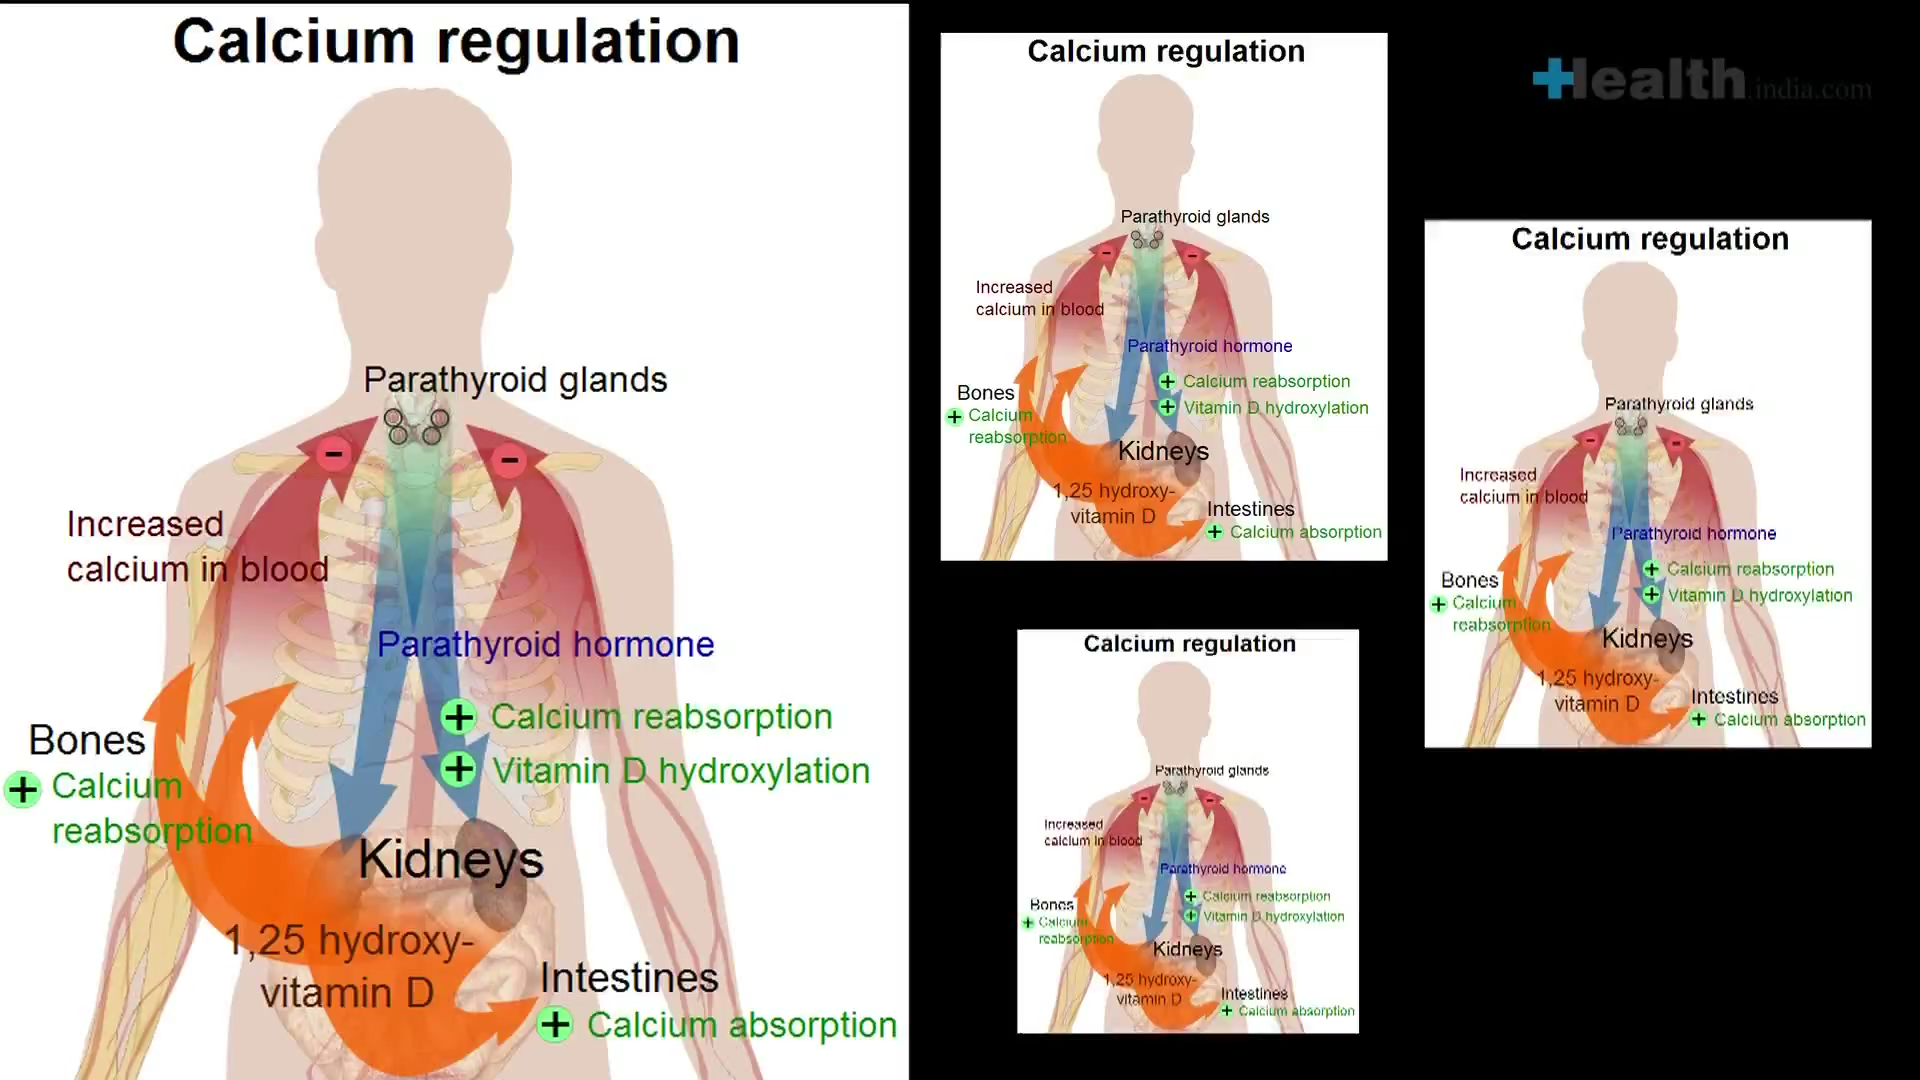 Calcium regulation
Parathyroid glands
-
-
Increased
calcium in blood
Parathyroid hormone
+ Calcium reabsorption
+ Vitamin D hydroxylation
Bones
+ Calcium
reabsorption
Kidneys
1,25 hydroxy-
vitamin D
Intestines
+ Calcium absorption
Calcium regulation
Parathyroid glands
-
-
Increased
calcium in blood
Parathyroid hormone
+ Calcium reabsorption
+ Vitamin D hydroxylation
Bones
+ Calcium
reabsorption
Kidneys
1,25 hydroxy-
vitamin D
Intestines
+ Calcium absorption
Health.india.com
Calcium regulation
Parathyroid glands
-
-
Increased
calcium in blood
Parathyroid hormone
+ Calcium reabsorption
+ Vitamin D hydroxylation
Bones
+ Calcium
reabsorption
Kidneys
1,25 hydroxy-
vitamin D
Intestines
+ Calcium absorption
Calcium regulation
Parathyroid glands
-
-
Increased
calcium in blood
Parathyroid hormone
+ Calcium reabsorption
+ Vitamin D hydroxylation
Bones
+ Calcium
reabsorption
Kidneys
1,25 hydroxy-
vitamin D
Intestines
+ Calcium absorption